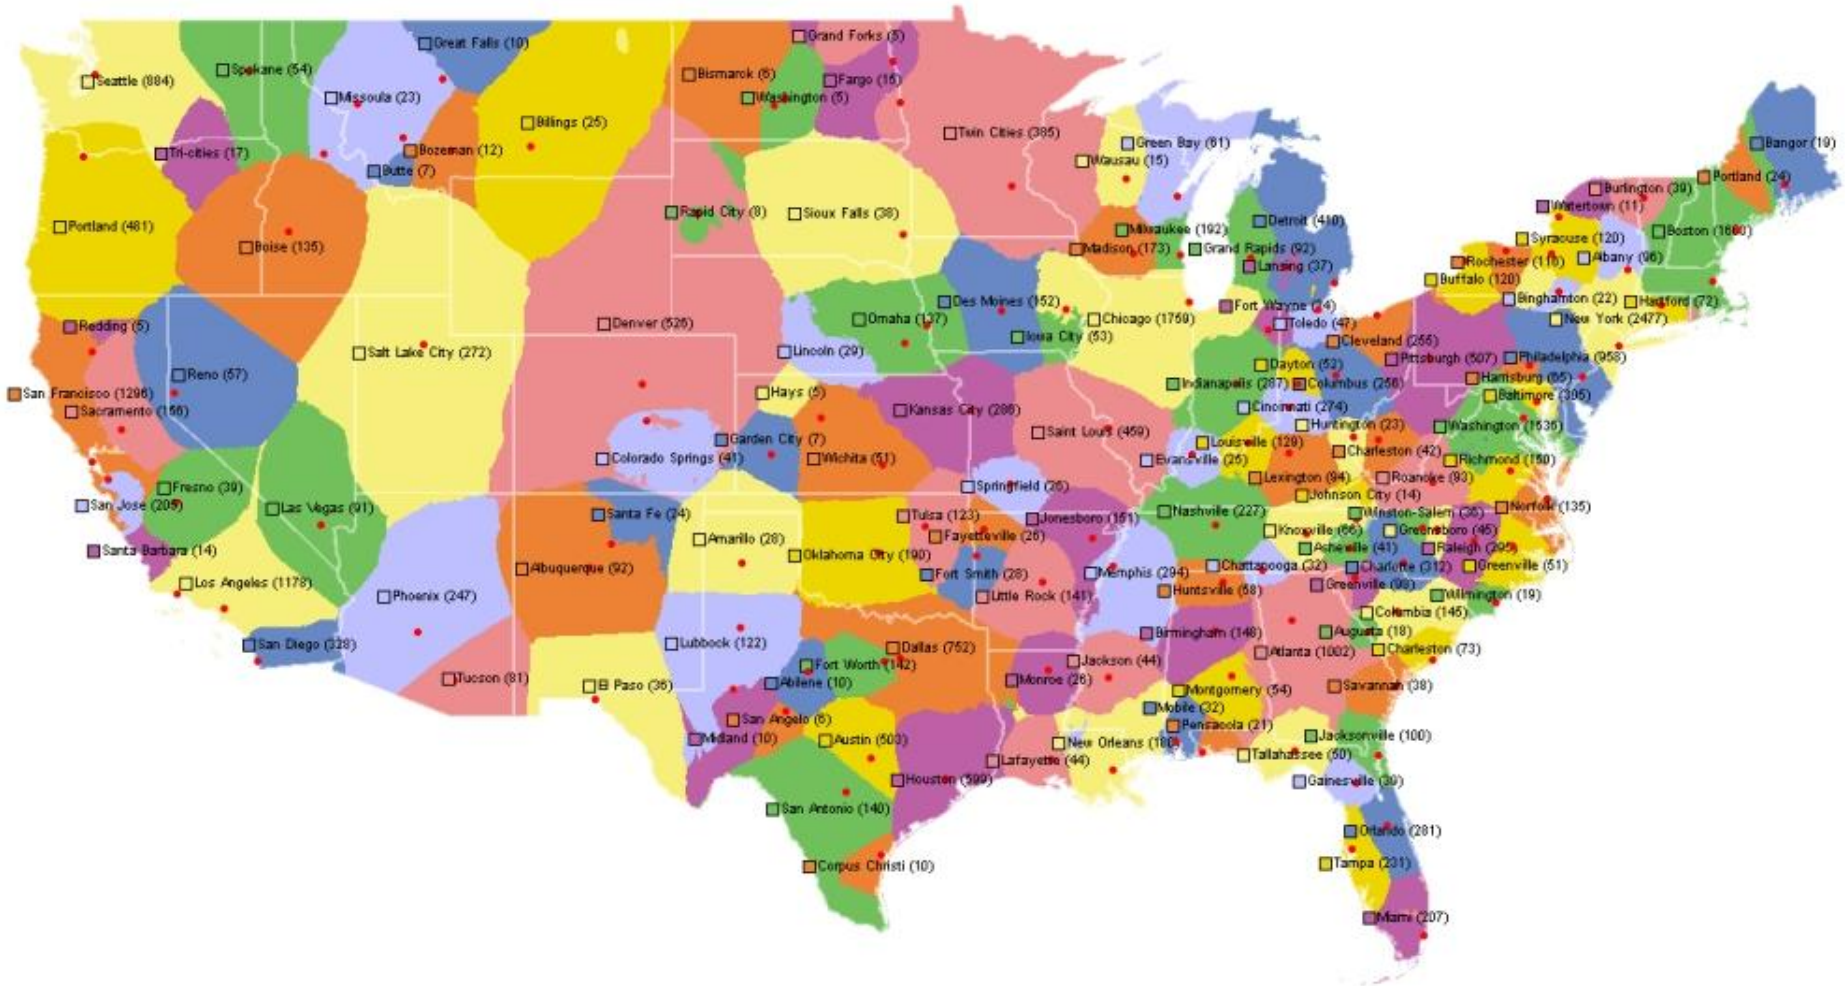 Great Falls (10)
Grand Forks (5)
Seattle (884)
Spokane (54)
Bismarck (6)
Fargo (16)
Missoula (23)
Washington (5)
Billings (25)
Twin Cities (385)
Green Bay (61)
Bangor (19)
Tri-cities (17)
Bozeman (12)
Wausau (15)
Butte (7)
Portland (24)
Burlington (39)
Watertown (11)
Portland (481)
Rapid City (8)
Sioux Falls (38)
Detroit (410)
Milwaukee (192)
Boston (1600)
Boise (135)
Madison (173)
Grand Rapids (92)
Syracuse (120)
Lansing (37)
Rochester (110)
Albany (96)
Buffalo (120)
Des Moines (152)
Binghamton (22)
Hartford (72)
Fort Wayne (24)
Redding (5)
Denver (526)
Omaha (137)
Chicago (1759)
Toledo (47)
New York (2477)
Iowa City (53)
Cleveland (255)
Salt Lake City (272)
Lincoln (29)
Pittsburgh (507)
Philadelphia (958)
Dayton (52)
Reno (57)
Indianapolis (287)
Columbus (256)
Harrisburg (65)
San Francisco (1296)
Hays (5)
Baltimore (395)
Sacramento (156)
Kansas City (286)
Cincinnati (274)
Huntington (23)
Washington (1536)
Garden City (7)
Saint Louis (459)
Louisville (129)
Charleston (42)
Colorado Springs (41)
Wichita (51)
Evansville (25)
Richmond (150)
Fresno (39)
Springfield (26)
Lexington (94)
Roanoke (93)
Johnson City (14)
San Jose (205)
Las Vegas (91)
Santa Fe (24)
Tulsa (123)
Jonesboro (151)
Nashville (227)
Winston-Salem (36)
Norfolk (135)
Knoxville (66)
Greensboro (45)
Santa Barbara (14)
Amarillo (28)
Fayetteville (26)
Asheville (41)
Raleigh (295)
Oklahoma City (190)
Albuquerque (92)
Fort Smith (28)
Memphis (294)
Chattanooga (32)
Charlotte (312)
Greenville (51)
Los Angeles (1178)
Phoenix (247)
Little Rock (141)
Huntsville (68)
Greenville (98)
Wilmington (19)
Columbia (145)
San Diego (328)
Lubbock (122)
Birmingham (148)
Augusta (18)
Dallas (752)
Atlanta (1002)
Charleston (73)
Fort Worth (142)
Jackson (44)
Tucson (81)
El Paso (36)
Abilene (10)
Monroe (26)
Montgomery (54)
Savannah (38)
Mobile (32)
San Angelo (6)
Pensacola (21)
Midland (10)
Austin (503)
New Orleans (180)
Jacksonville (100)
Lafayette (44)
Tallahassee (50)
Houston (599)
Gainesville (39)
San Antonio (140)
Orlando (281)
Corpus Christi (10)
Tampa (231)
Miami (207)